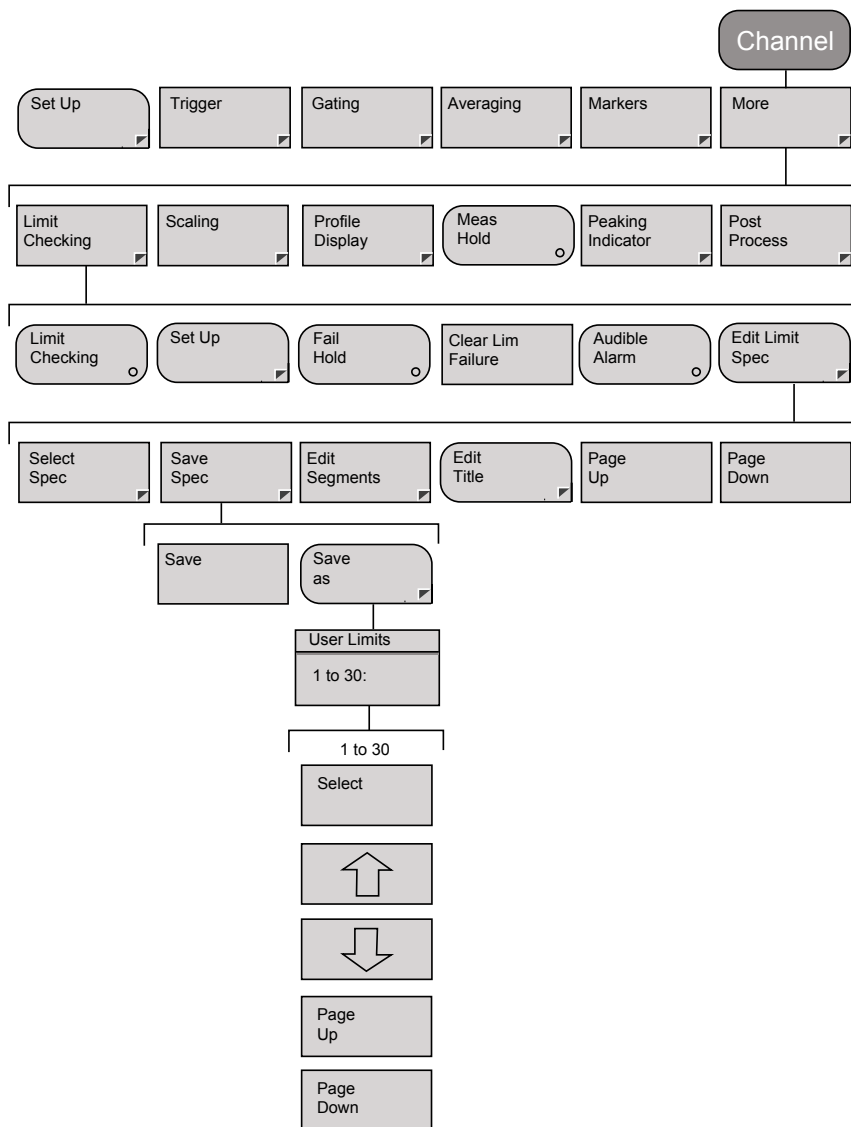 Channel
Set Up
Trigger
Gating
Averaging
Markers
More
Limit
Checking
Scaling
Profile
Display
Meas
Hold
Peaking
Indicator
Post
Process
Limit
Checking
Set Up
Fail
Hold
Clear Lim
Failure
Audible
Alarm
Edit Limit
Spec
Select
Spec
Save
Spec
Edit
Segments
Edit
Title
Page
Up
Page
Down
Save
Save
as
User Limits
1 to 30:
1 to 30
Select
Page
Up
Page
Down